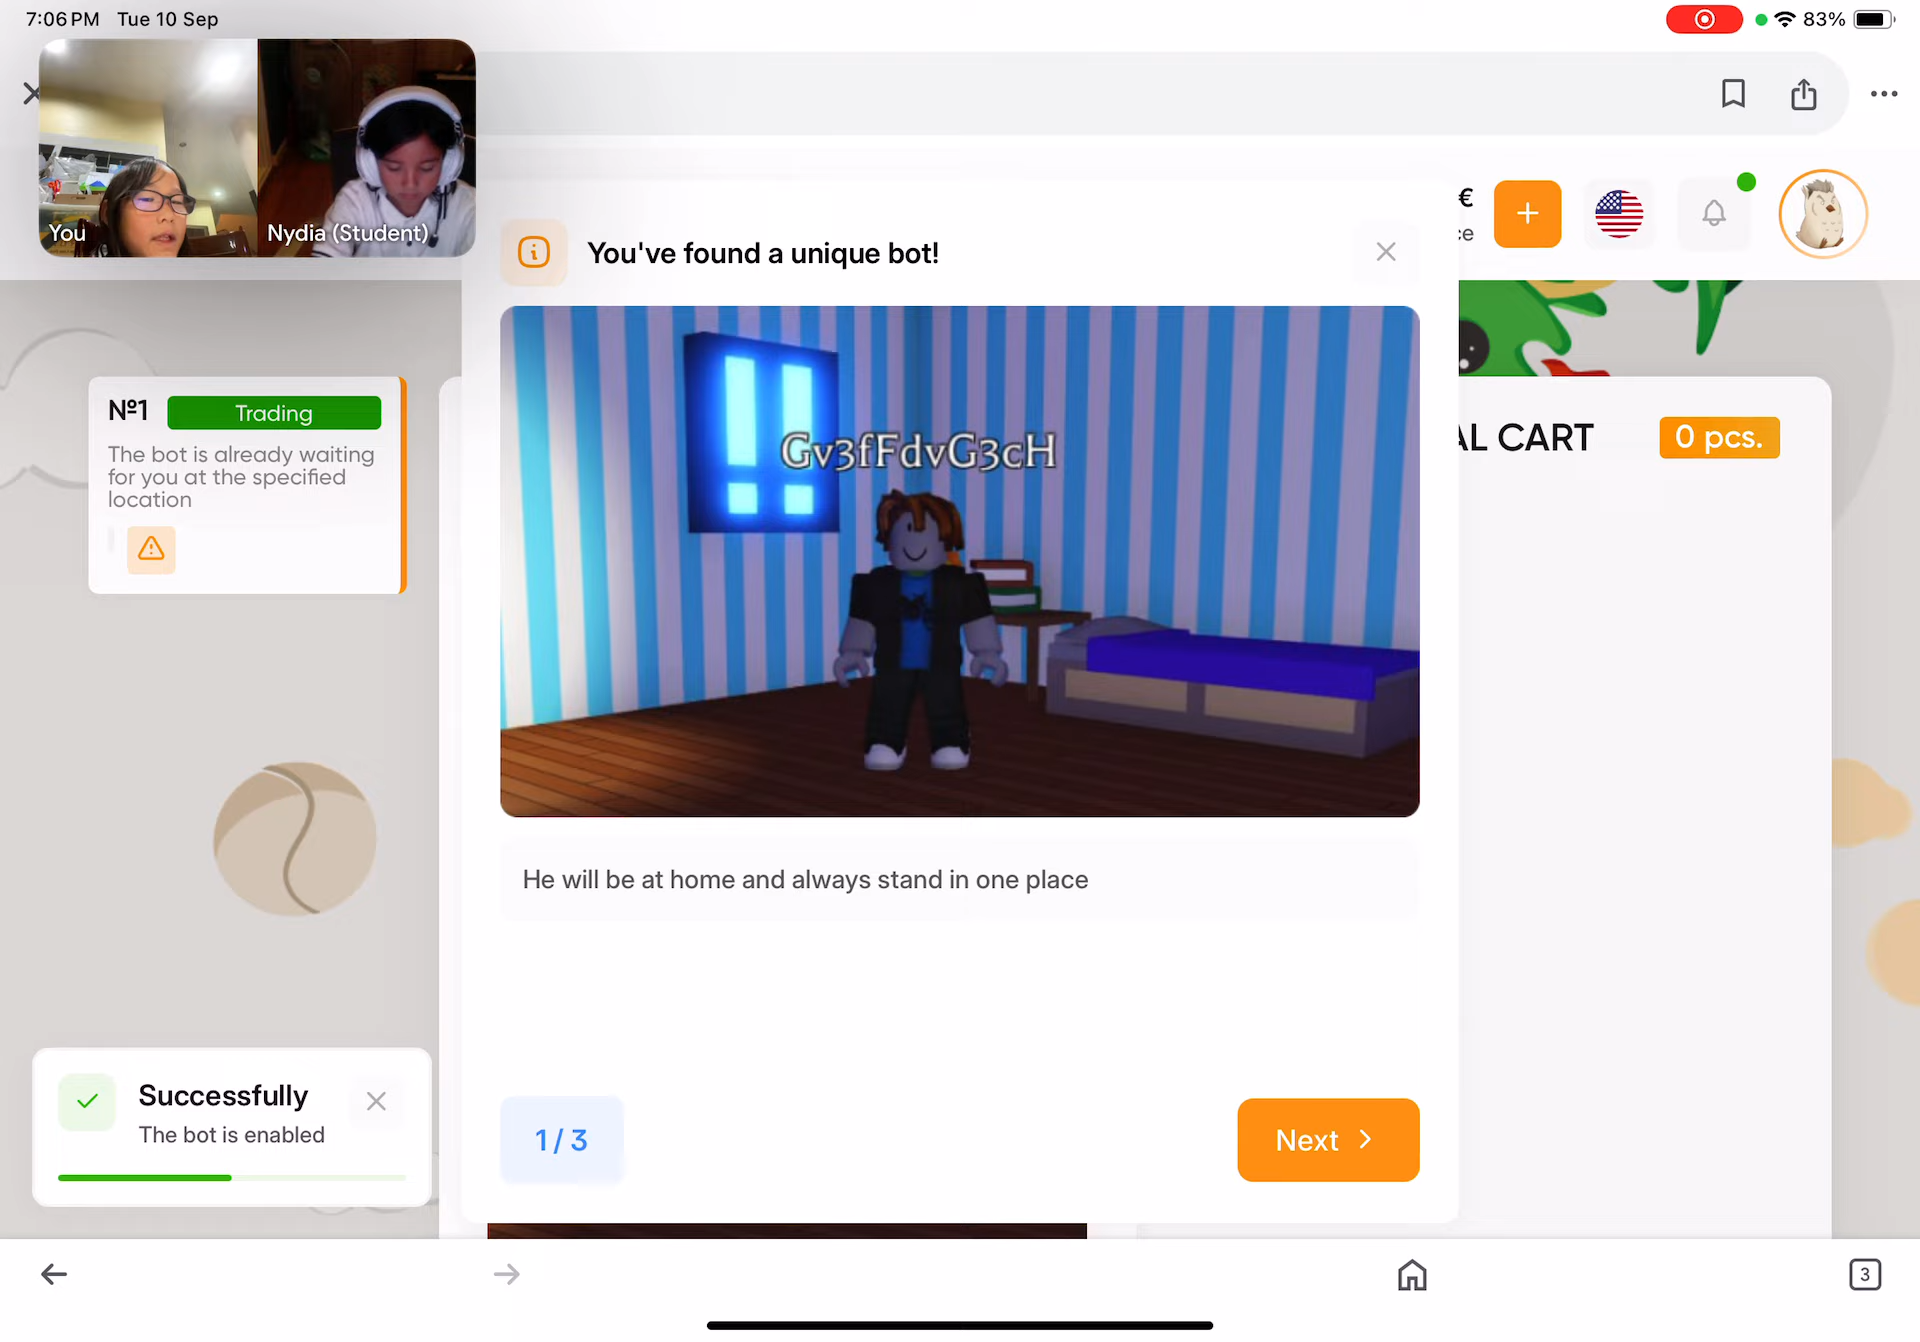 7:06 PM Tue 10 Sep
83%
You
Nydia (Student)
€
ce
You've found a unique bot!
№1
Trading
The bot is already waiting
for you at the specified
location
Gv3fFdvG3cH
AL CART
0 pcs.
He will be at home and always stand in one place
Successfully
The bot is enabled
1 / 3
Next
3